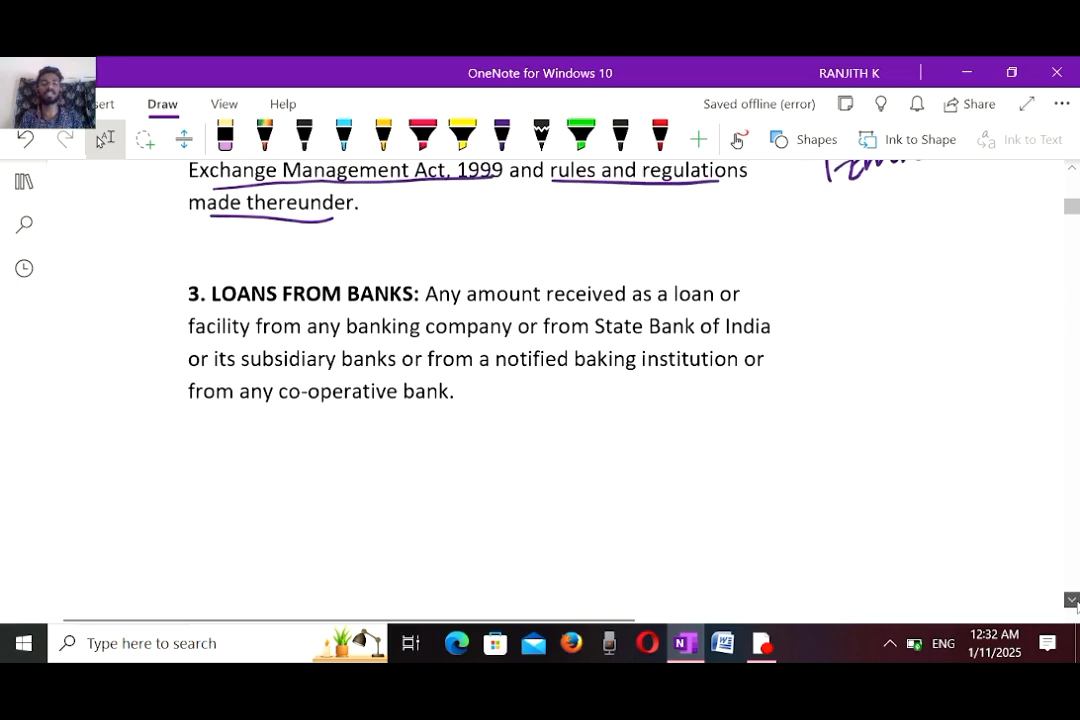 OneNote for Windows 10
RANJITH K
Draw
View
Help
Saved offline (error)
Share
Shapes
Ink to Shape
Ink to Text
Exchange Management Act, 1999 and rules and regulations
made thereunder.
3. LOANS FROM BANKS: Any amount received as a loan or
facility from any banking company or from State Bank of India
or its subsidiary banks or from a notified baking institution or
from any co-operative bank.
Type here to search
ENG
12:32 AM
1/11/2025